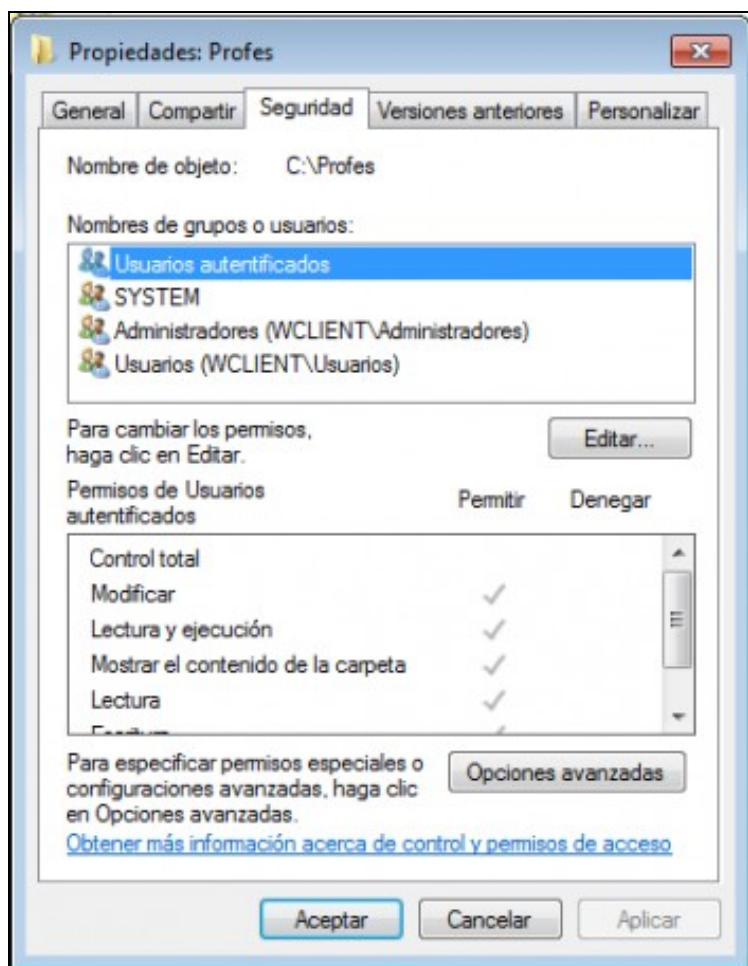 Propiedades: Profes
General Compartir Seguridad Versiones anteriores Personalizar
Nombre de objeto: C:\Profes
Nombres de grupos o usuarios:
Usuarios autentificados
SYSTEM
Administradores (WCLIENT\Administradores)
Usuarios (WCLIENT\Usuarios)
Para cambiar los permisos,
haga clic en Editar.
Editar...
Permisos de Usuarios
autentificados
Permitir Denegar
Control total
Modificar
Lectura y ejecución
Mostrar el contenido de la carpeta
Lectura
Para especificar permisos especiales o
configuraciones avanzadas, haga clic
en Opciones avanzadas.
Opciones avanzadas
Obtener más información acerca de control y permisos de acceso
Aceptar Cancelar Aplicar